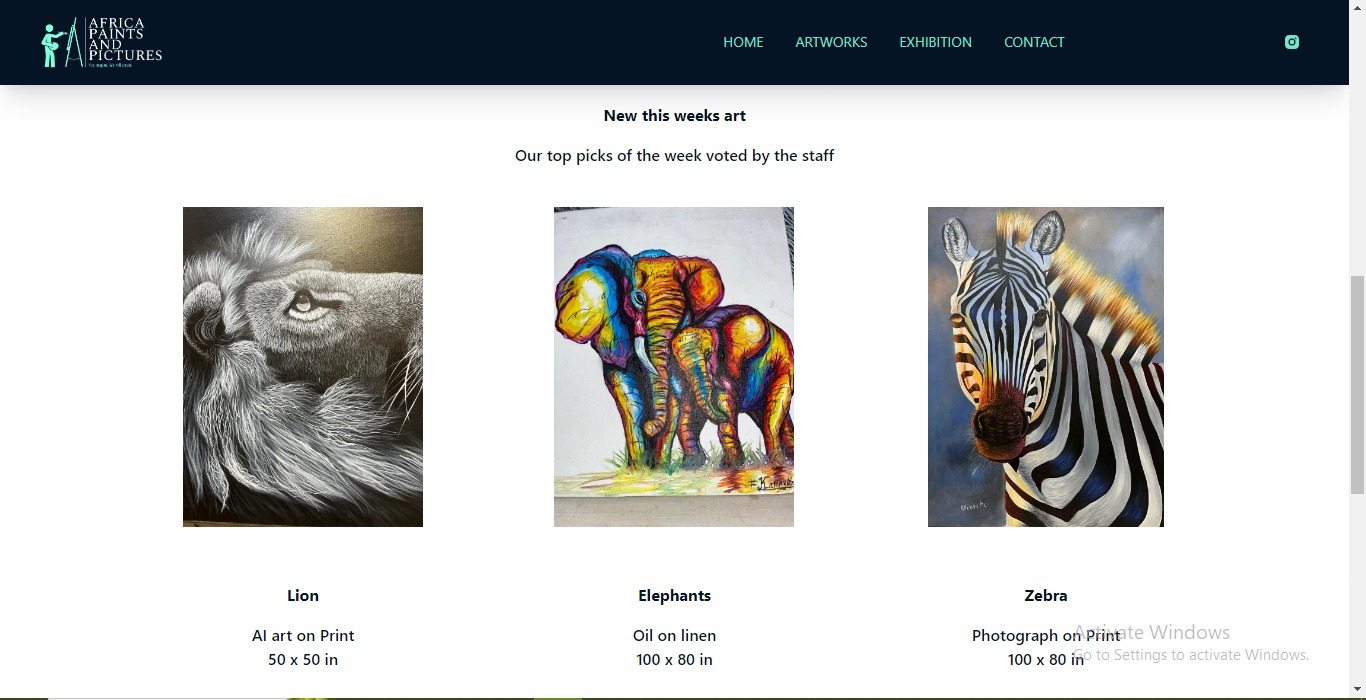 AFRICA
PAINTS
AND
PICTURES
HOME
ARTWORKS
EXHIBITION
CONTACT
New this weeks art
Our top picks of the week voted by the staff
Lion
Elephants
Zebra
AI art on Print
Oil on linen
Photograph on Print
50 x 50 in
100 x 80 in
100 x 80 in
Activate Windows
Go to Settings to activate Windows.